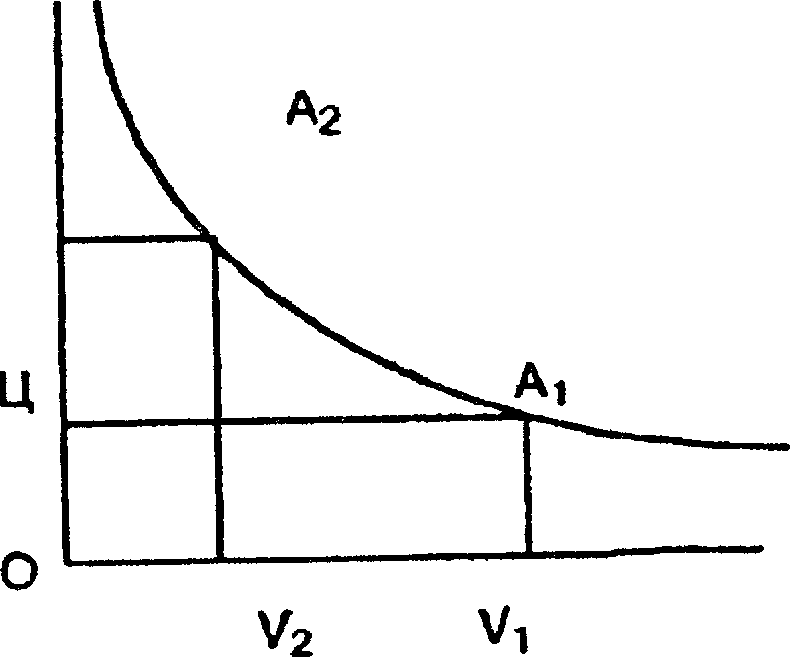 A₂
Ц
A₁
O
V₂
V₁